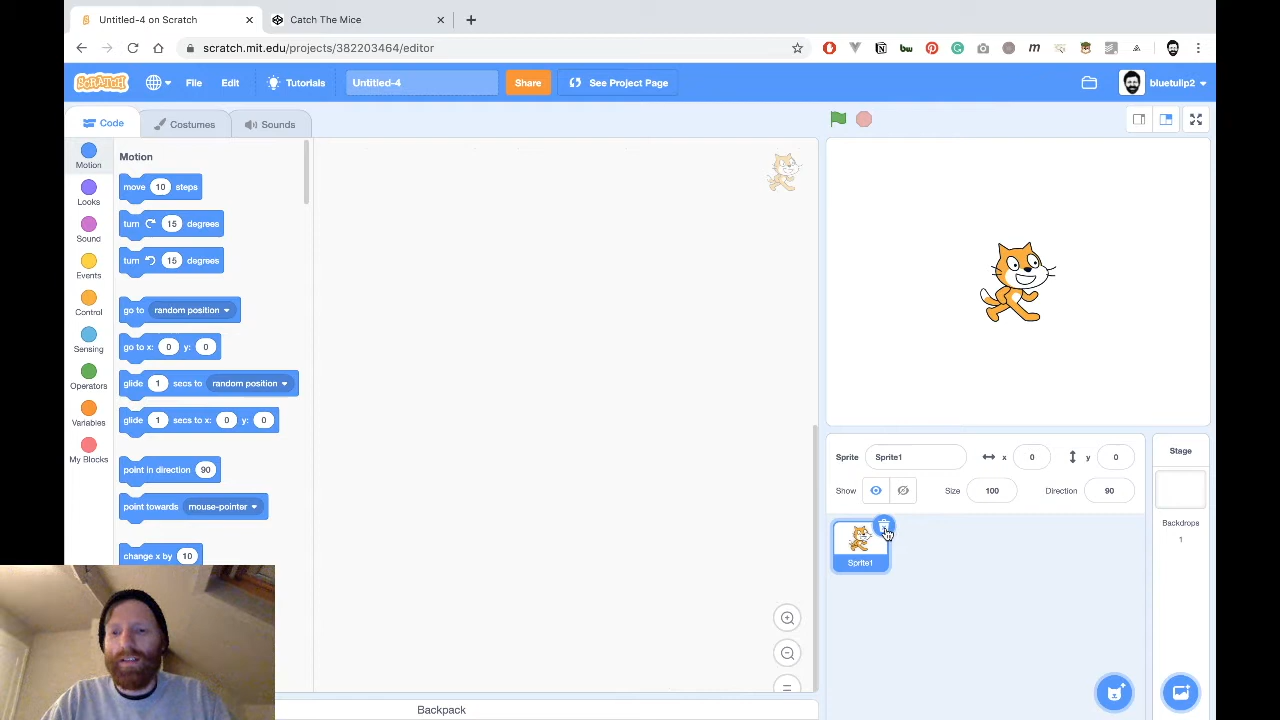 Untitled-4 on Scratch
Catch The Mice
scratch.mit.edu/projects/382203464/editor
SCRATCH
File
Edit
Tutorials
Untitled-4
Share
See Project Page
bluetulip2
Code
Costumes
Sounds
Motion
Looks
Sound
Events
Control
Sensing
Operators
Variables
My Blocks
Motion
move 10 steps
turn 15 degrees
turn 15 degrees
go to random position
go to x: 0 y: 0
glide 1 secs to random position
glide 1 secs to x: 0 y: 0
point in direction 90
point towards mouse-pointer
change x by 10
Backpack
Sprite Sprite1 x 0 y 0
Show Size 100 Direction 90
Sprite1
Stage
Backdrops
1